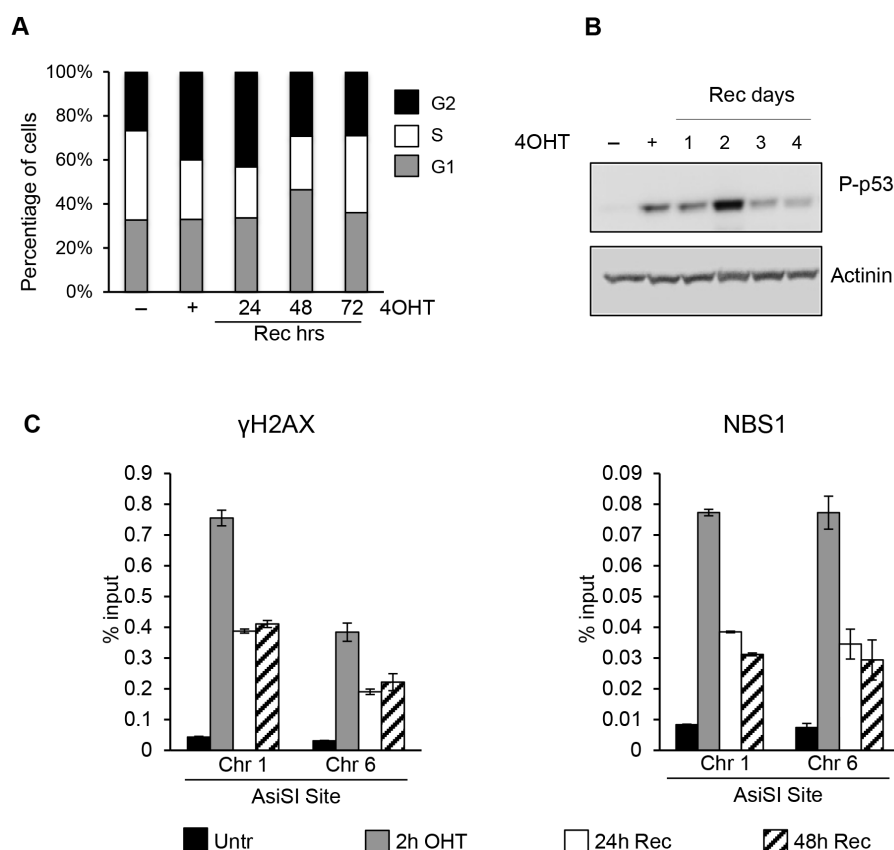 A
Percentiage of cells
100%
80%
60%
40%
20%
0%
G2
S
G1
– + 24 48 72 4OHT
Rec hrs
B
Rec days
4OHT – + 1 2 3 4
P-p53
Actinin
C
γH2AX
% input
0.9
0.8
0.7
0.6
0.5
0.4
0.3
0.2
0.1
0
Chr 1 Chr 6
AsiSI Site
NBS1
% input
0.09
0.08
0.07
0.06
0.05
0.04
0.03
0.02
0.01
0
Chr 1 Chr 6
AsiSI Site
Untr 2h OHT 24h Rec 48h Rec